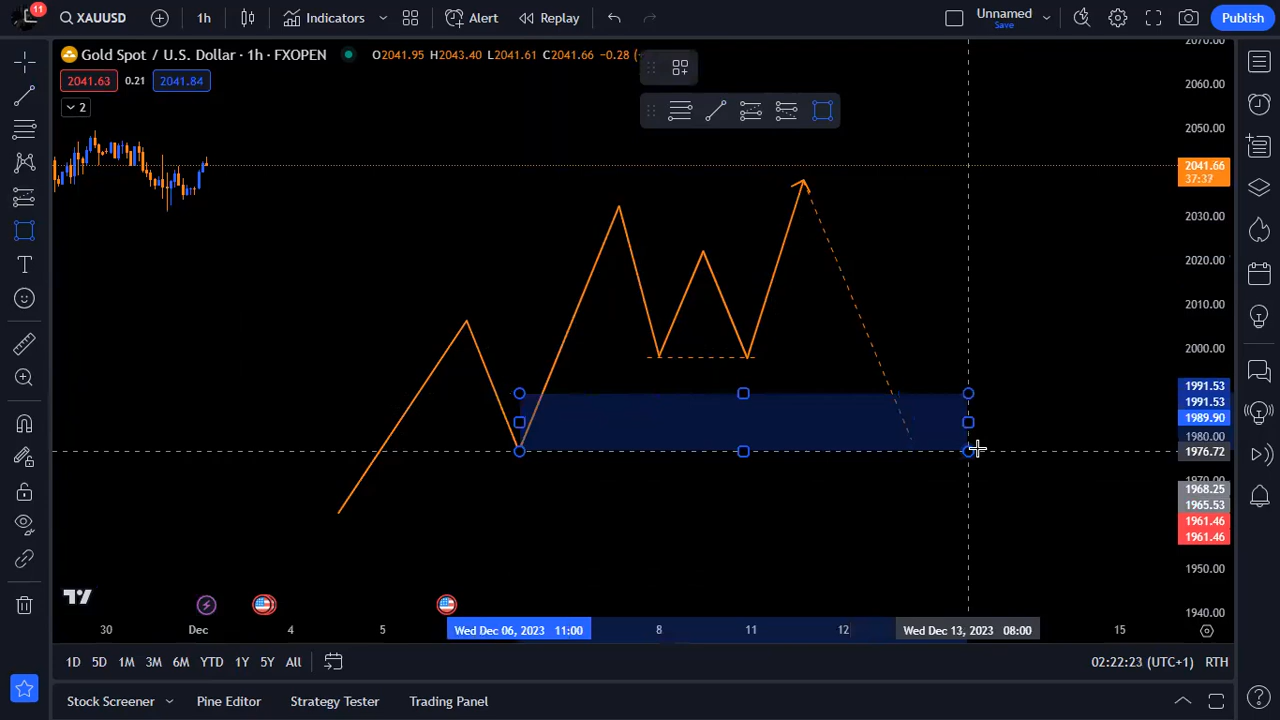 11
XAUUSD
1h
Indicators
Alert
Replay
Unnamed
Save
Publish
Gold Spot / U.S. Dollar · 1h · FXOPEN
O2041.95 H2043.40 L2041.61 C2041.66 −0.28 (
2041.63 0.21 2041.84
2
2070.00
2060.00
2050.00
2041.66
37:37
2030.00
2020.00
2010.00
2000.00
1991.53
1991.53
1989.90
1980.00
1976.72
1970.00
1968.25
1965.53
1961.46
1961.46
1950.00
1940.00
30 Dec 4 5 Wed Dec 06, 2023 11:00 8 11 12 Wed Dec 13, 2023 08:00 15
1D 5D 1M 3M 6M YTD 1Y 5Y All
02:22:23 (UTC+1) RTH
Stock Screener Pine Editor Strategy Tester Trading Panel